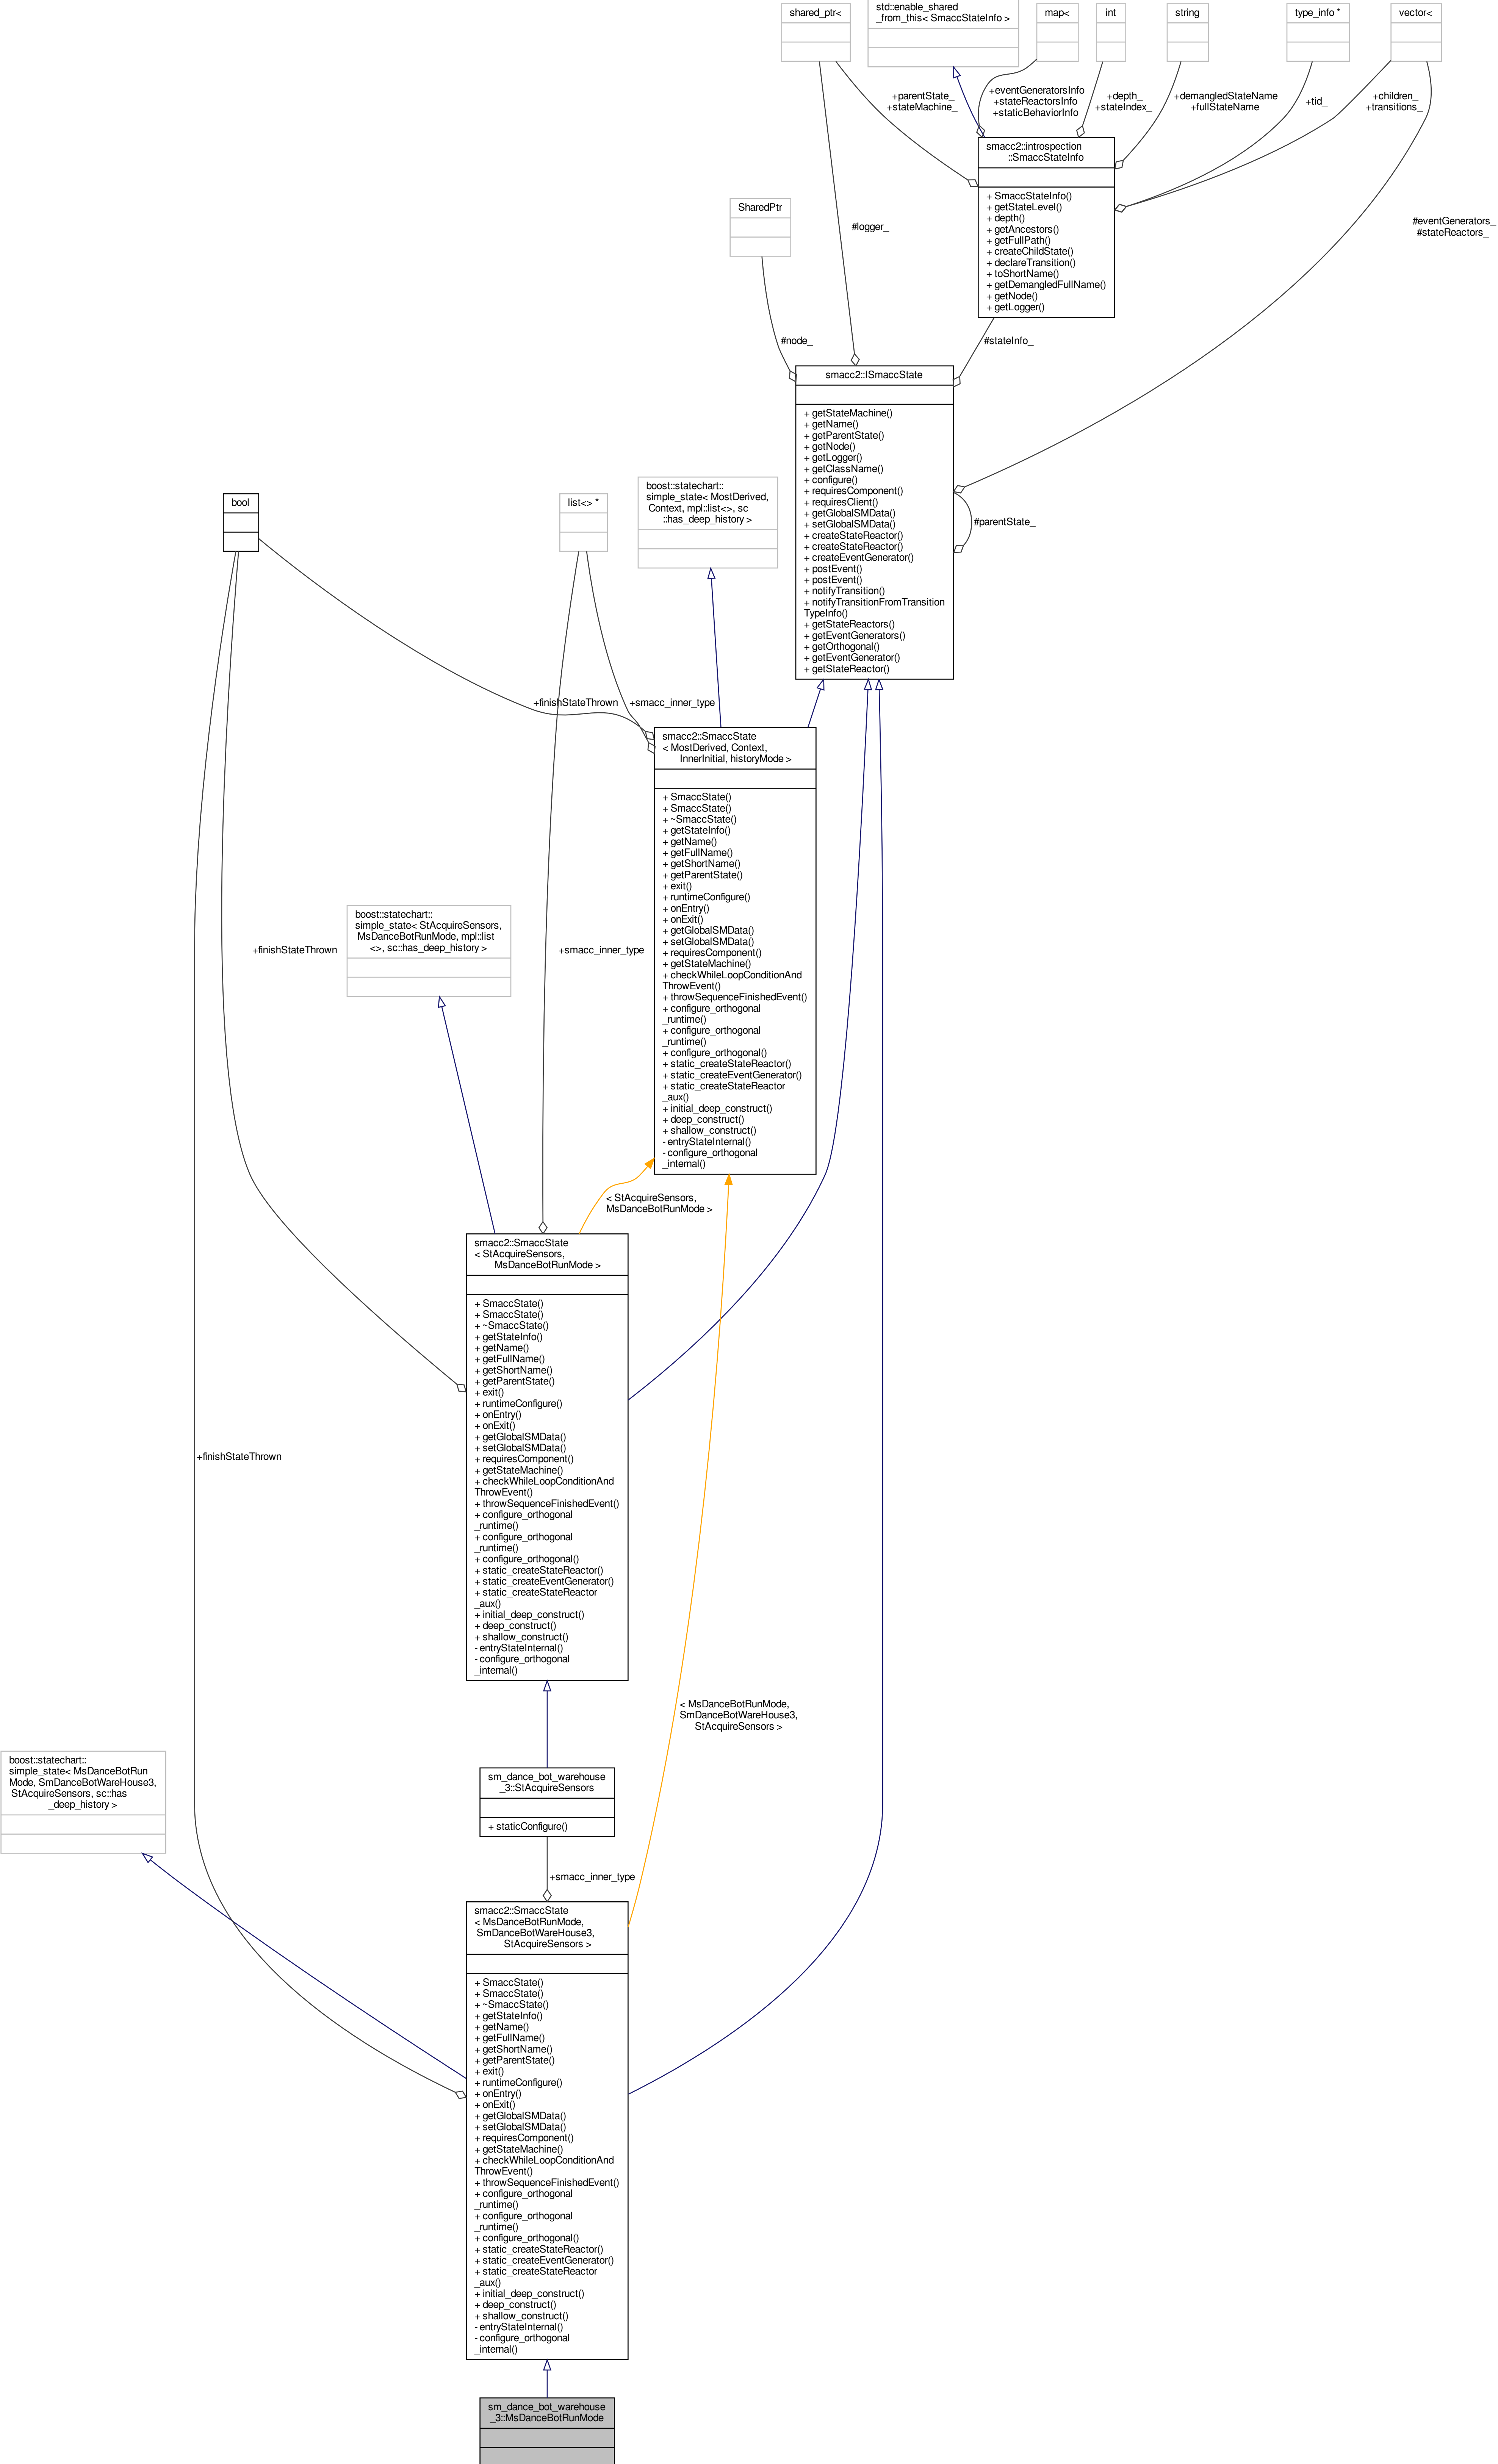 shared_ptr<
std::enable_shared
_from_this< SmaccStateInfo >
map<
int
string
type_info *
vector<
+parentState_
+stateMachine_
+eventGeneratorsInfo
+stateReactorsInfo
+staticBehaviorInfo
+depth_
+stateIndex_
+demangledStateName
+fullStateName
+tid_
+children_
+transitions_
smacc2::introspection
::SmaccStateInfo
+ SmaccStateInfo()
+ getStateLevel()
+ depth()
+ getAncestors()
+ getFullPath()
+ createChildState()
+ declareTransition()
+ toShortName()
+ getDemangledFullName()
+ getNode()
+ getLogger()
SharedPtr
#logger_
#eventGenerators_
#stateReactors_
#node_
#stateInfo_
smacc2::ISmaccState
+ getStateMachine()
+ getName()
+ getParentState()
+ getNode()
+ getLogger()
+ getClassName()
+ configure()
+ requiresComponent()
+ requiresClient()
+ getGlobalSMData()
+ setGlobalSMData()
+ createStateReactor()
+ createStateReactor()
+ createEventGenerator()
+ postEvent()
+ postEvent()
+ notifyTransition()
+ notifyTransitionFromTransition
TypeInfo()
+ getStateReactors()
+ getEventGenerators()
+ getOrthogonal()
+ getEventGenerator()
+ getStateReactor()
#parentState_
bool
list<> *
boost::statechart::
simple_state< MostDerived,
Context, mpl::list<>, sc
::has_deep_history >
+finishStateThrown
+smacc_inner_type
smacc2::SmaccState
< MostDerived, Context,
InnerInitial, historyMode >
+ SmaccState()
+ SmaccState()
+ ~SmaccState()
+ getStateInfo()
+ getName()
+ getFullName()
+ getShortName()
+ getParentState()
+ exit()
+ runtimeConfigure()
+ onEntry()
+ onExit()
+ getGlobalSMData()
+ setGlobalSMData()
+ requiresComponent()
+ getStateMachine()
+ checkWhileLoopConditionAnd
ThrowEvent()
+ throwSequenceFinishedEvent()
+ configure_orthogonal
_runtime()
+ configure_orthogonal
_runtime()
+ configure_orthogonal()
+ static_createStateReactor()
+ static_createEventGenerator()
+ static_createStateReactor
_aux()
+ initial_deep_construct()
+ deep_construct()
+ shallow_construct()
- entryStateInternal()
- configure_orthogonal
_internal()
boost::statechart::
simple_state< StAcquireSensors,
MsDanceBotRunMode, mpl::list
<>, sc::has_deep_history >
+finishStateThrown
+smacc_inner_type
< StAcquireSensors,
MsDanceBotRunMode >
smacc2::SmaccState
< StAcquireSensors,
MsDanceBotRunMode >
+ SmaccState()
+ SmaccState()
+ ~SmaccState()
+ getStateInfo()
+ getName()
+ getFullName()
+ getShortName()
+ getParentState()
+ exit()
+ runtimeConfigure()
+ onEntry()
+ onExit()
+ getGlobalSMData()
+ setGlobalSMData()
+ requiresComponent()
+ getStateMachine()
+ checkWhileLoopConditionAnd
ThrowEvent()
+ throwSequenceFinishedEvent()
+ configure_orthogonal
_runtime()
+ configure_orthogonal
_runtime()
+ configure_orthogonal()
+ static_createStateReactor()
+ static_createEventGenerator()
+ static_createStateReactor
_aux()
+ initial_deep_construct()
+ deep_construct()
+ shallow_construct()
- entryStateInternal()
- configure_orthogonal
_internal()
+finishStateThrown
< MsDanceBotRunMode,
SmDanceBotWareHouse3,
StAcquireSensors >
boost::statechart::
simple_state< MsDanceBotRun
Mode, SmDanceBotWareHouse3,
StAcquireSensors, sc::has
_deep_history >
sm_dance_bot_warehouse
_3::StAcquireSensors
+ staticConfigure()
+smacc_inner_type
smacc2::SmaccState
< MsDanceBotRunMode,
SmDanceBotWareHouse3,
StAcquireSensors >
+ SmaccState()
+ SmaccState()
+ ~SmaccState()
+ getStateInfo()
+ getName()
+ getFullName()
+ getShortName()
+ getParentState()
+ exit()
+ runtimeConfigure()
+ onEntry()
+ onExit()
+ getGlobalSMData()
+ setGlobalSMData()
+ requiresComponent()
+ getStateMachine()
+ checkWhileLoopConditionAnd
ThrowEvent()
+ throwSequenceFinishedEvent()
+ configure_orthogonal
_runtime()
+ configure_orthogonal
_runtime()
+ configure_orthogonal()
+ static_createStateReactor()
+ static_createEventGenerator()
+ static_createStateReactor
_aux()
+ initial_deep_construct()
+ deep_construct()
+ shallow_construct()
- entryStateInternal()
- configure_orthogonal
_internal()
sm_dance_bot_warehouse
_3::MsDanceBotRunMode